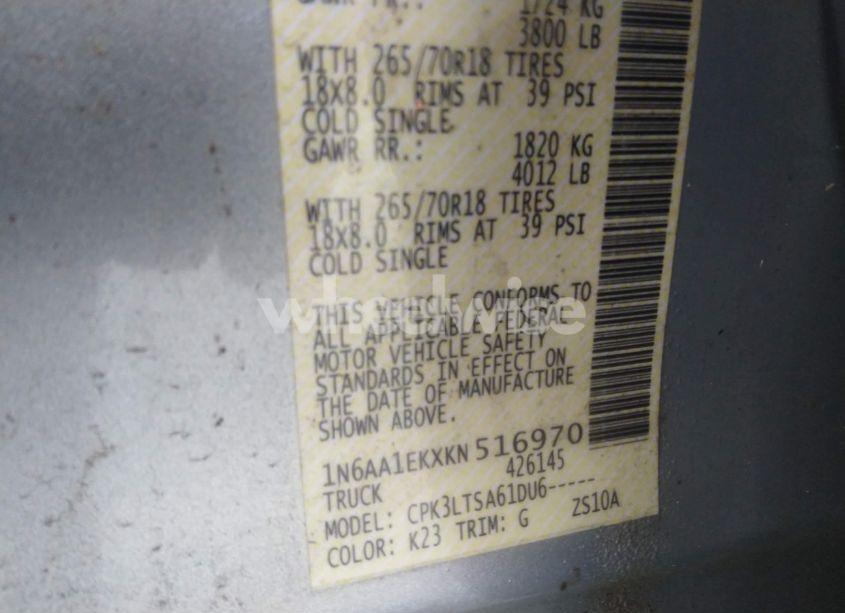 GAWR FR.: 1724 KG
3800 LB
WITH 265/70R18 TIRES
18X8.0 RIMS AT 39 PSI
COLD SINGLE
GAWR RR.: 1820 KG
4012 LB
WITH 265/70R18 TIRES
18X8.0 RIMS AT 39 PSI
COLD SINGLE
THIS VEHICLE CONFORMS TO
ALL APPLICABLE FEDERAL
MOTOR VEHICLE SAFETY
STANDARDS IN EFFECT ON
THE DATE OF MANUFACTURE
SHOWN ABOVE.
1N6AA1EKXKN516970
TRUCK 426145
MODEL: CPK3LTSA61DU6-----
COLOR: K23 TRIM: G ZS10A